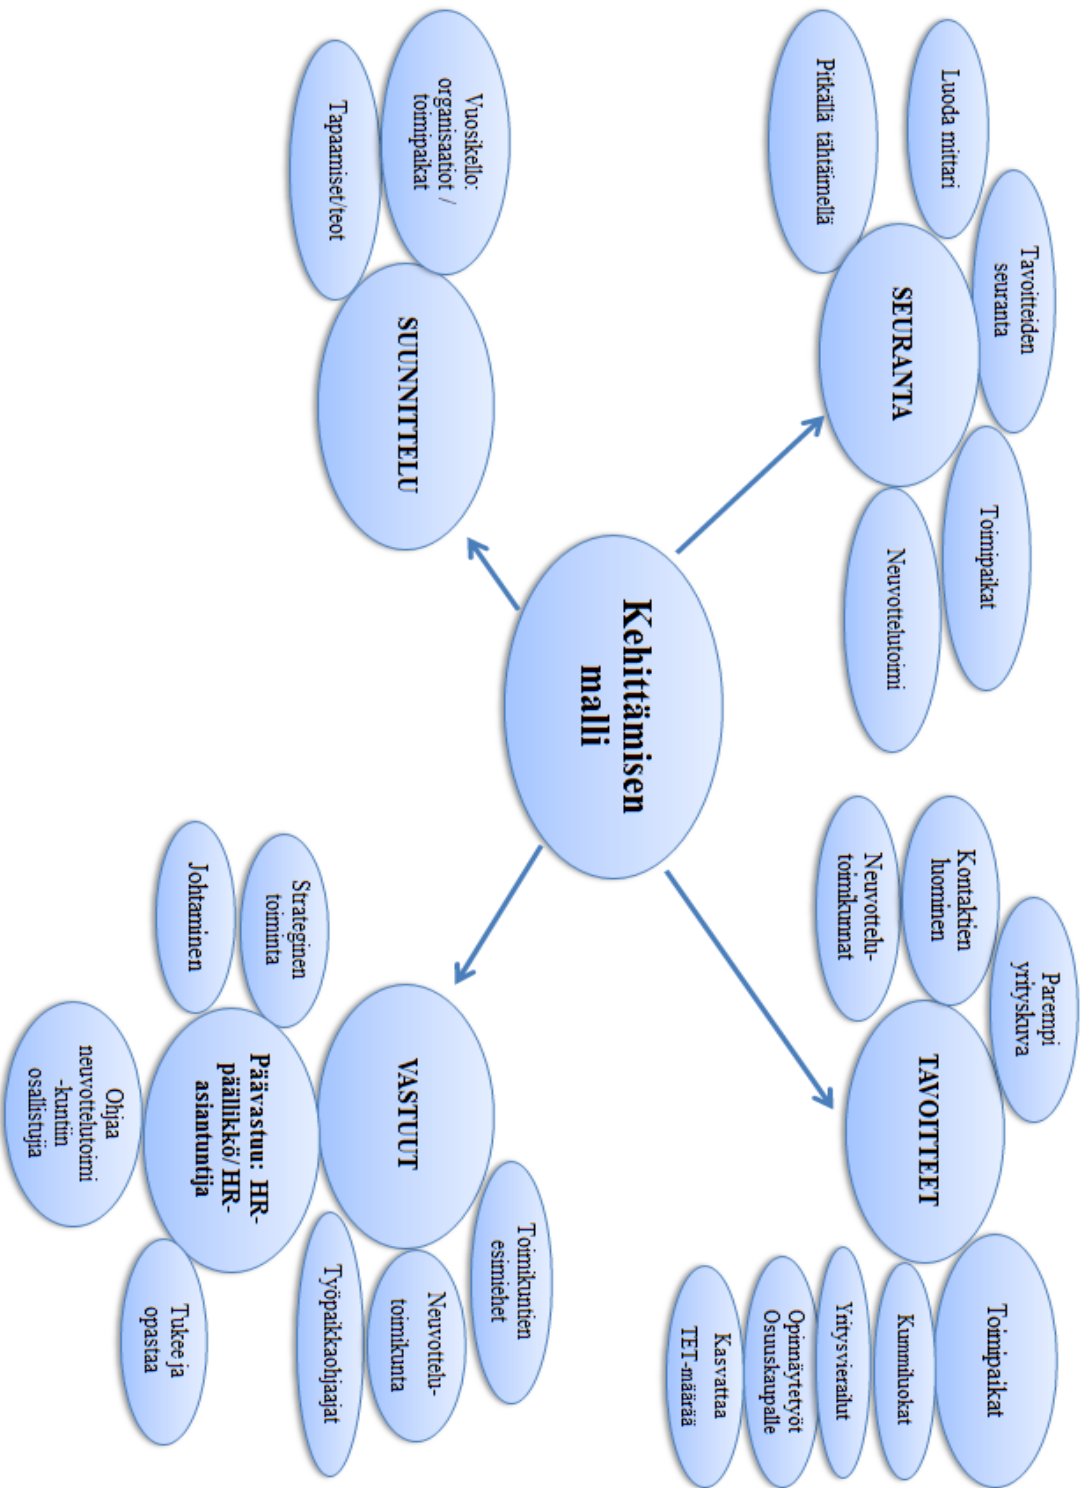 Luoda mittari
Pitkällä tähtäimellä
Tavoitteiden
seuranta
SEURANTA
Toimipaikat
Neuvottelutoimi
Parempi
yrityskuva
Kontaktien
luominen
Neuvottelu-
toimikunnat
TAVOITTEET
Toimipaikat
Kummiluokat
Yritysvierailut
Opinnäytetyöt
Osuuskaupalle
Kasvattaa
TET-määrää
Kehittämisen
malli
Vuosikello:
organisaatiot /
toimipaikat
Tapaamiset/teot
SUUNNITTELU
VASTUUT
Toimikuntien
esimiehet
Neuvottelu-
toimikunta
Työpaikkaohjaajat
Strateginen
toiminta
Johtaminen
Päävastuu: HR-
päällikkö/ HR-
asiantuntija
Ohjaa
neuvottelutoimi
-kuntiin
osallistujia
Tukee ja
opastaa